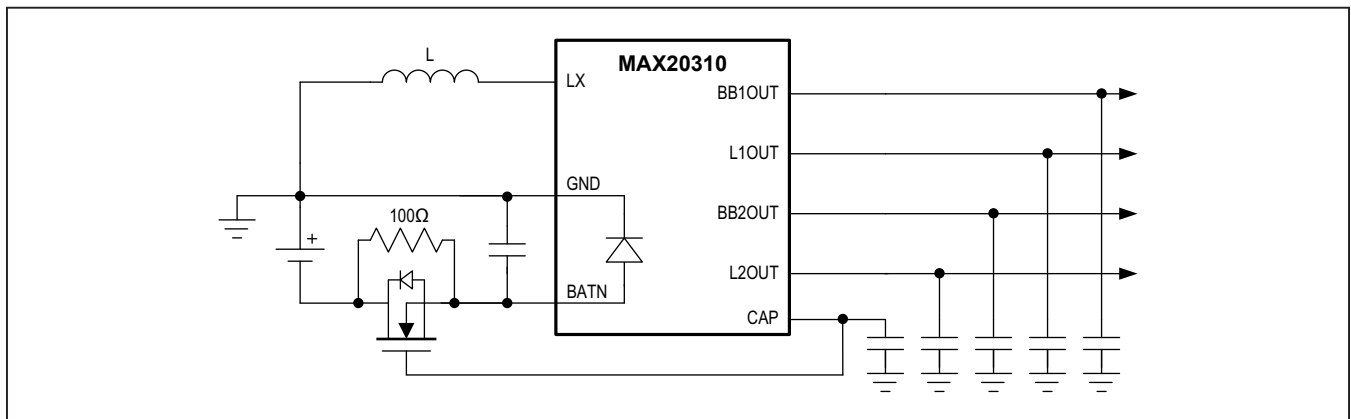 MAX20310
L
LX
BB1OUT
L1OUT
GND
BB2OUT
100Ω
+
L2OUT
BATN
CAP